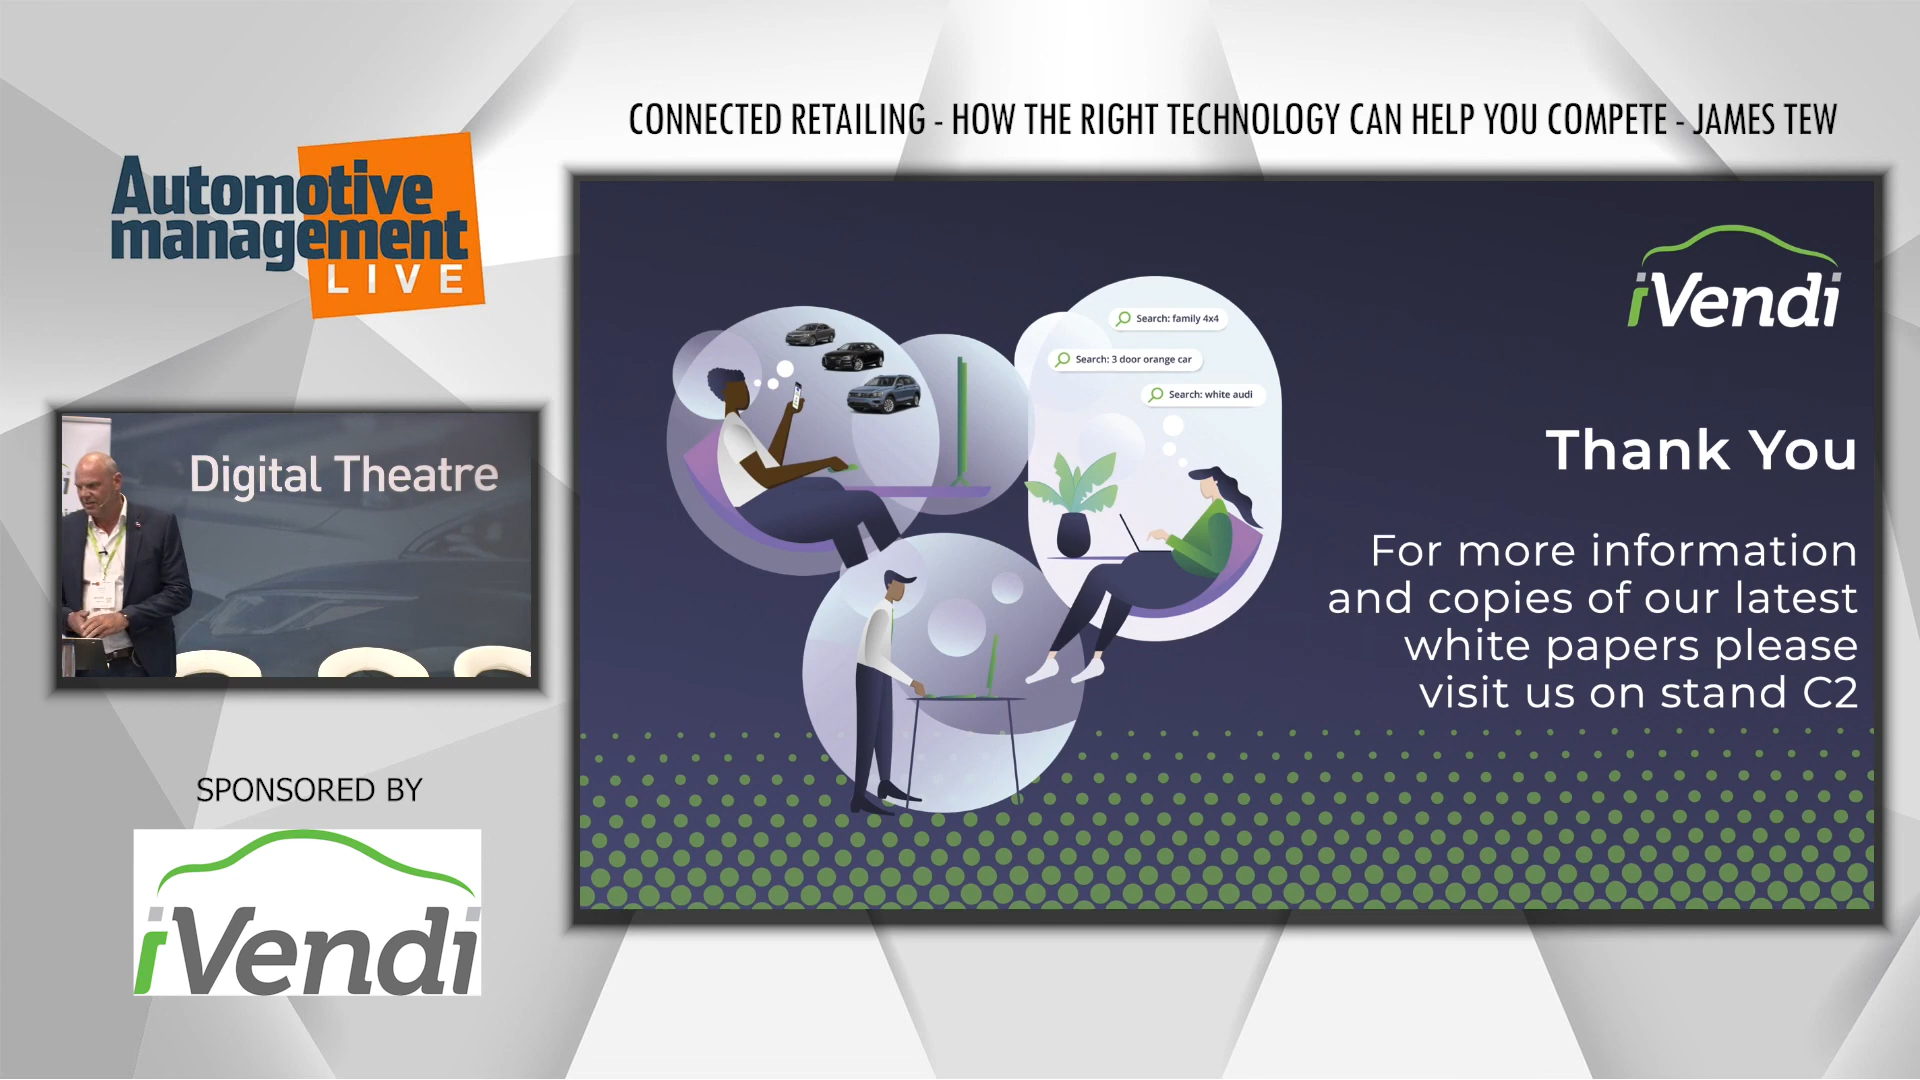 CONNECTED RETAILING - HOW THE RIGHT TECHNOLOGY CAN HELP YOU COMPETE - JAMES TEW
Automotive
management
LIVE
Digital Theatre
SPONSORED BY
iVendi
iVendi
Search: family 4x4
Search: 3 door orange car
Search: white audi
Thank You
For more information
and copies of our latest
white papers please
visit us on stand C2